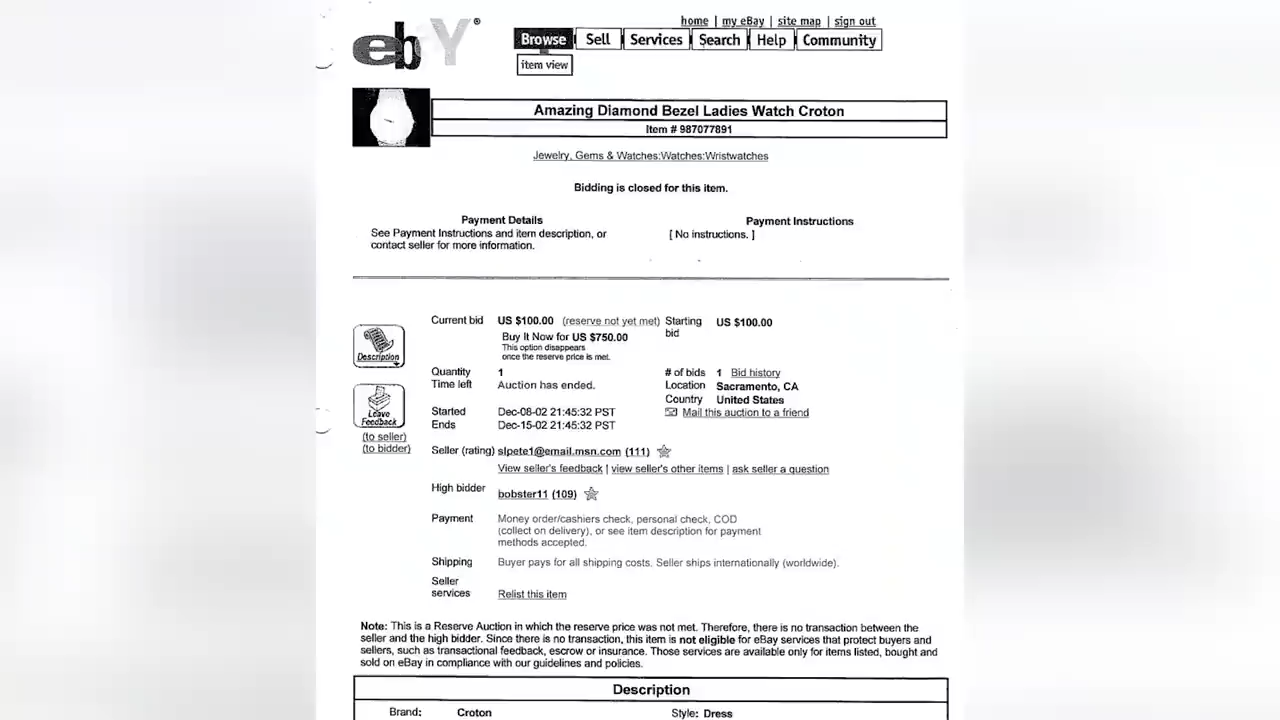 ebY®
home | my eBay | site map | sign out
Browse Sell Services Search Help Community
item view
Amazing Diamond Bezel Ladies Watch Croton
Item # 987077891
Jewelry, Gems & Watches:Watches:Wristwatches
Bidding is closed for this item.
Payment Details
See Payment Instructions and item description, or
contact seller for more information.
Payment Instructions
[ No instructions. ]
Description
Leave
Feedback
(to seller)
(to bidder)
Current bid US $100.00 (reserve not yet met) Starting bid US $100.00
Buy It Now for US $750.00
This option disappears
once the reserve price is met.
Quantity 1 # of bids 1 Bid history
Time left Auction has ended. Location Sacramento, CA
Country United States
Started Dec-08-02 21:45:32 PST Mail this auction to a friend
Ends Dec-15-02 21:45:32 PST
Seller (rating) slpete1@email.msn.com (111)
View seller's feedback | view seller's other items | ask seller a question
High bidder bobster11 (109)
Payment Money order/cashiers check, personal check, COD
(collect on delivery), or see item description for payment
methods accepted.
Shipping Buyer pays for all shipping costs. Seller ships internationally (worldwide).
Seller
services Relist this item
Note: This is a Reserve Auction in which the reserve price was not met. Therefore, there is no transaction between the
seller and the high bidder. Since there is no transaction, this item is not eligible for eBay services that protect buyers and
sellers, such as transactional feedback, escrow or insurance. Those services are available only for items listed, bought and
sold on eBay in compliance with our guidelines and policies.
Description
Brand: Croton Style: Dress